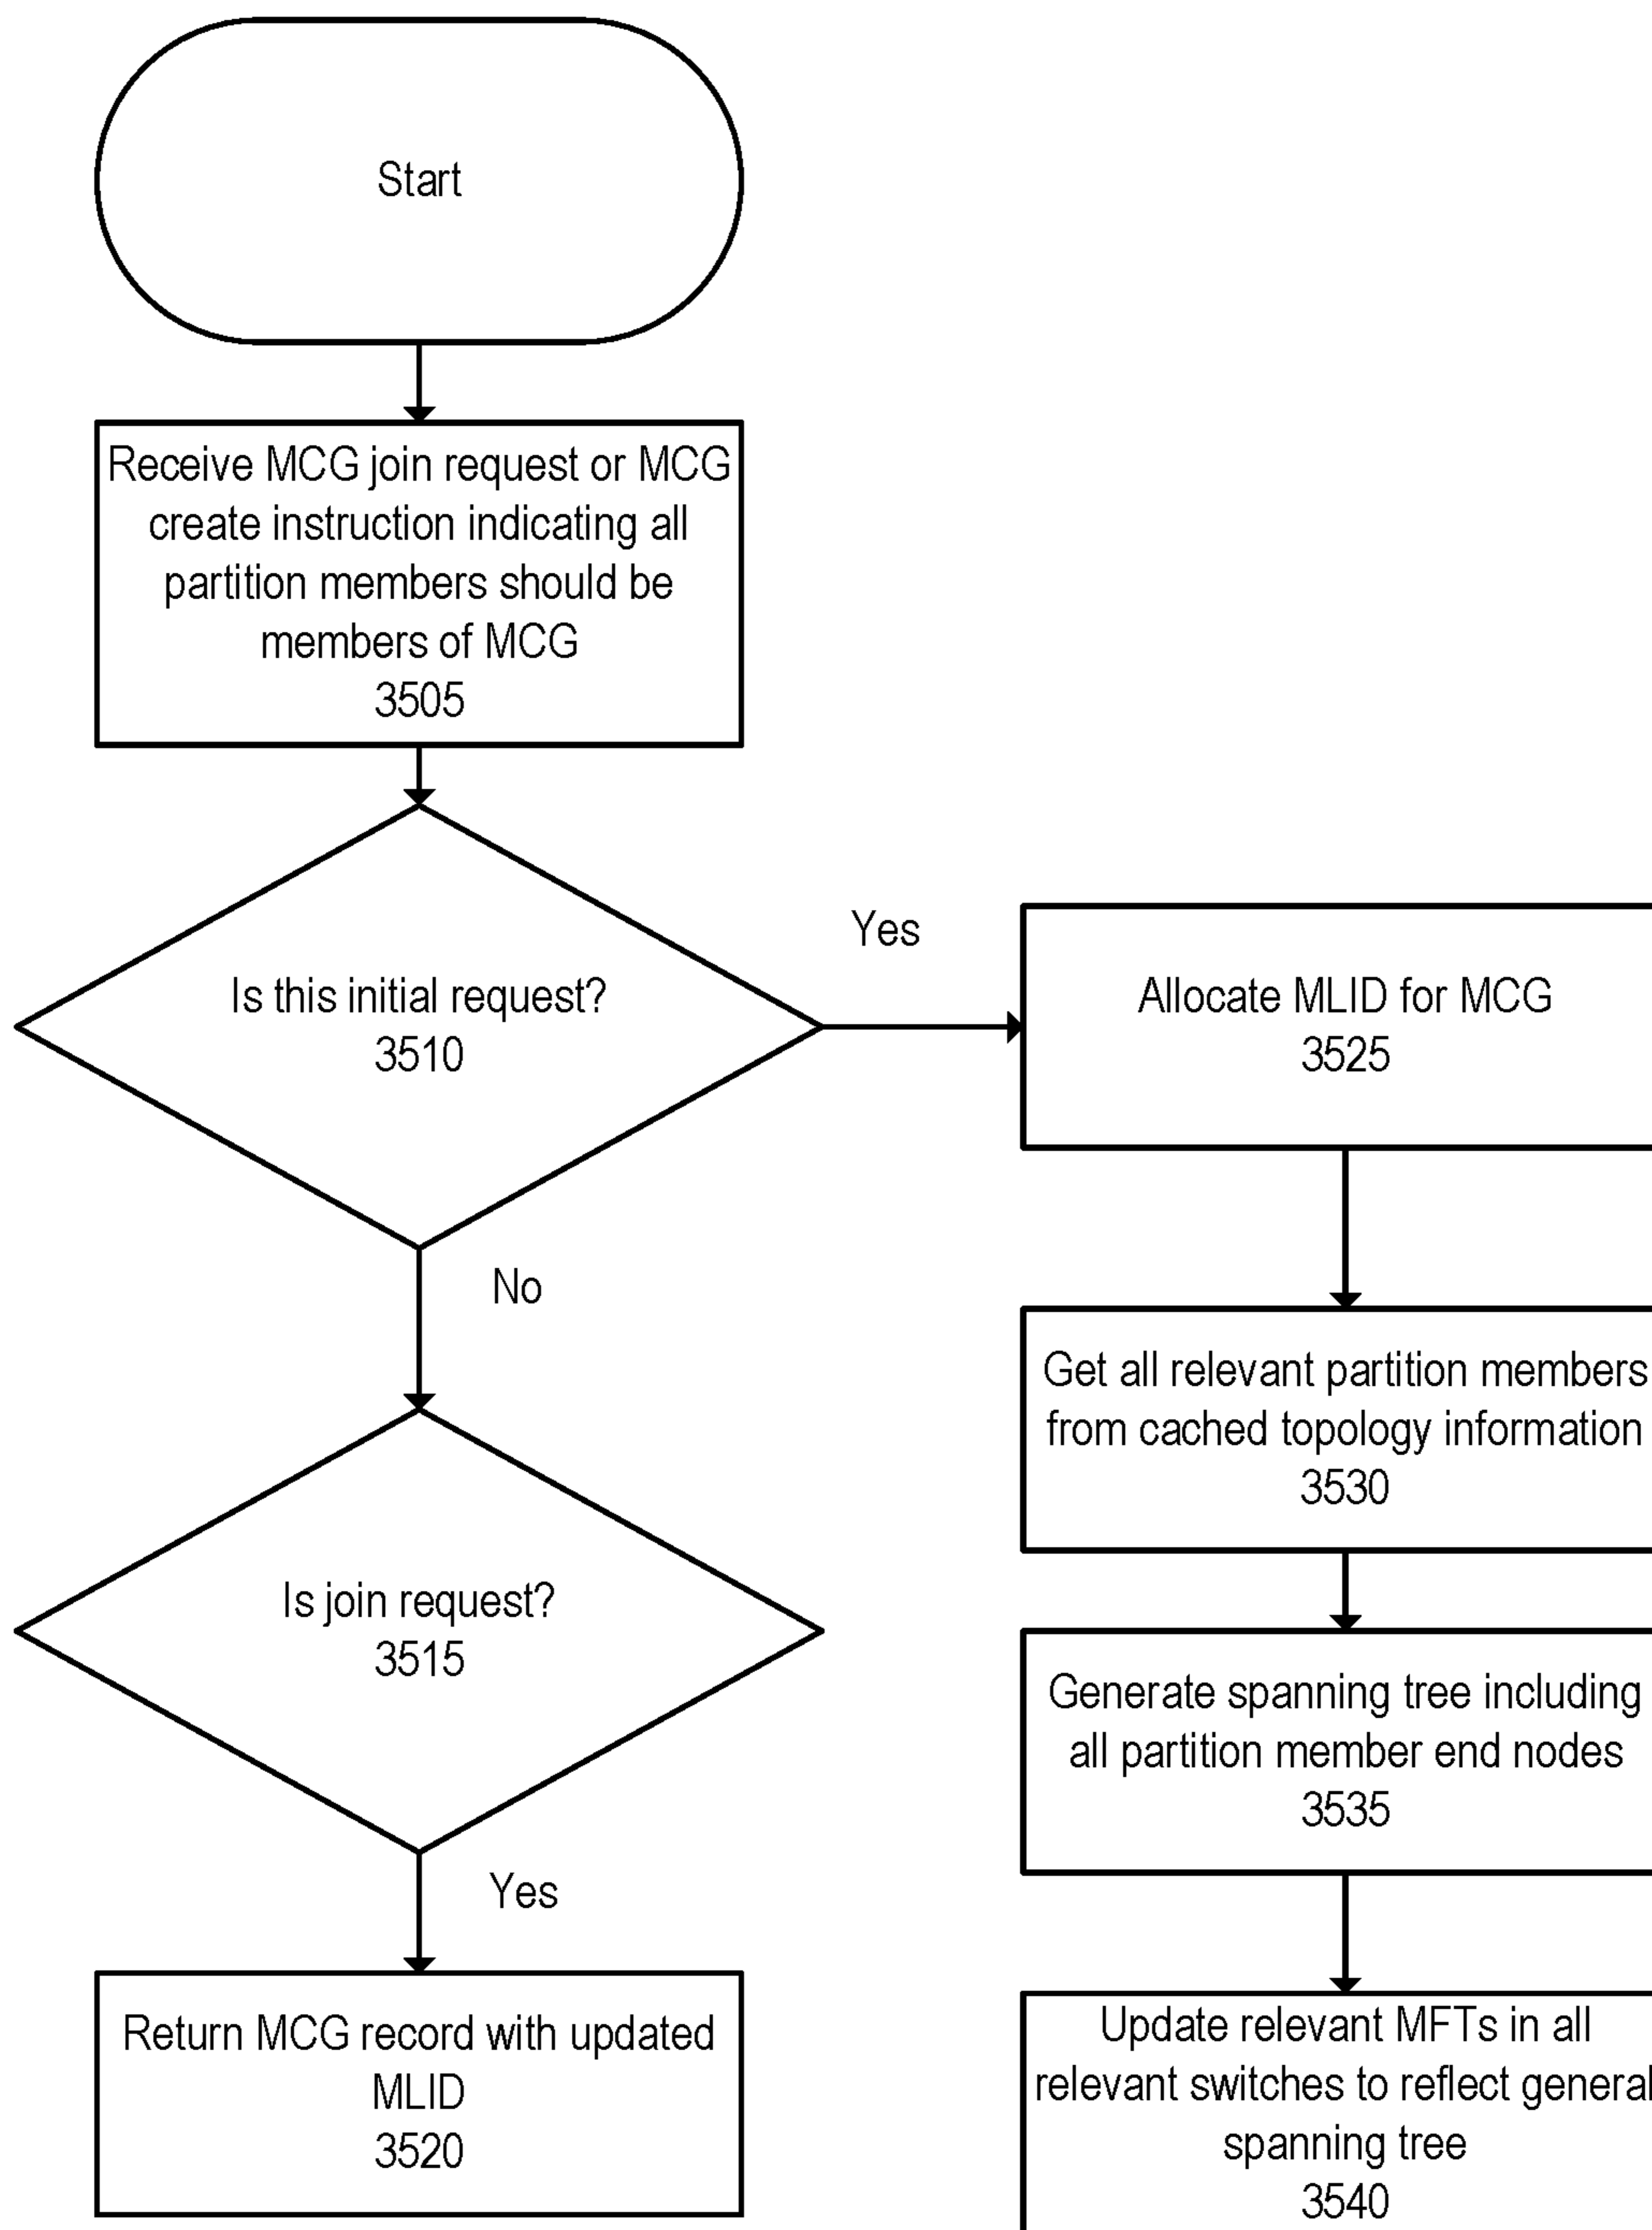 Start
Receive MCG join request or MCG
create instruction indicating all
partition members should be
members of MCG
3505
Is this initial request?
3510
Yes
No
Is join request?
3515
Yes
Return MCG record with updated
MLID
3520
Allocate MLID for MCG
3525
Get all relevant partition members
from cached topology information
3530
Generate spanning tree including
all partition member end nodes
3535
Update relevant MFTs in all
relevant switches to reflect general
spanning tree
3540